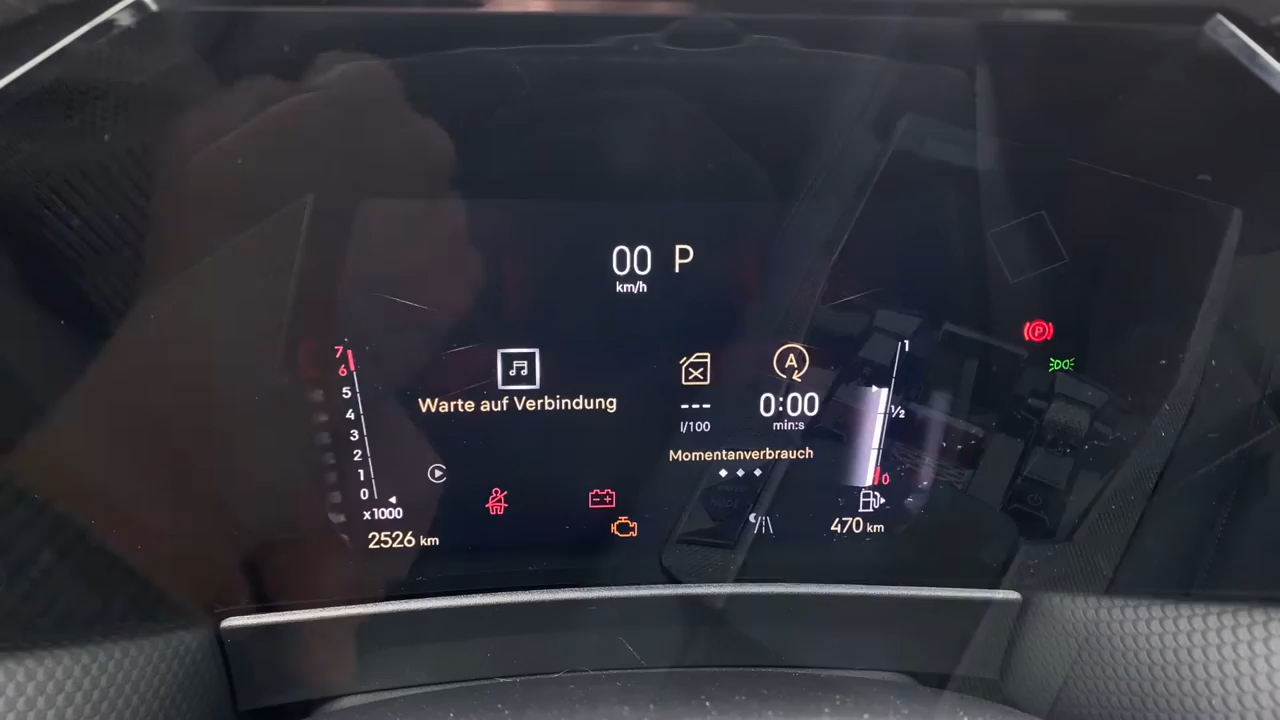 00 P
km/h
7
6
5
4
3
2
1
0
x1000
2526 km
Warte auf Verbindung
---
l/100
A
0:00
min:s
Momentanverbrauch
1
1/2
0
470 km
P